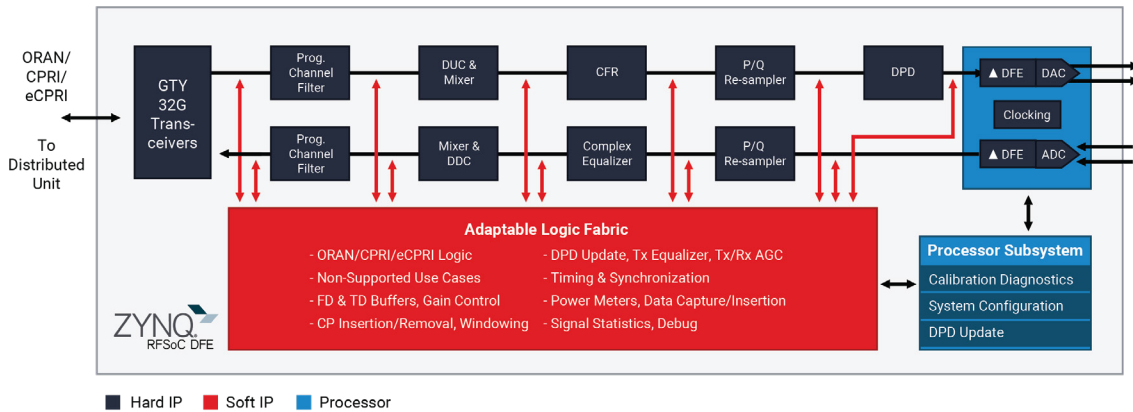 ORAN/
CPRI/
eCPRI
To
Distributed
Unit
GTY
32G
Trans-
ceivers
Prog.
Channel
Filter
DUC &
Mixer
CFR
P/Q
Re-sampler
DPD
▲ DFE
DAC
Clocking
Prog.
Channel
Filter
Mixer &
DDC
Complex
Equalizer
P/Q
Re-sampler
▲ DFE
ADC
Adaptable Logic Fabric
- ORAN/CPRI/eCPRI Logic
- Non-Supported Use Cases
- FD & TD Buffers, Gain Control
- CP Insertion/Removal, Windowing
- DPD Update, Tx Equalizer, Tx/Rx AGC
- Timing & Synchronization
- Power Meters, Data Capture/Insertion
- Signal Statistics, Debug
Processor Subsystem
Calibration Diagnostics
System Configuration
DPD Update
ZYNQ®
RFSoC DFE
Hard IP
Soft IP
Processor